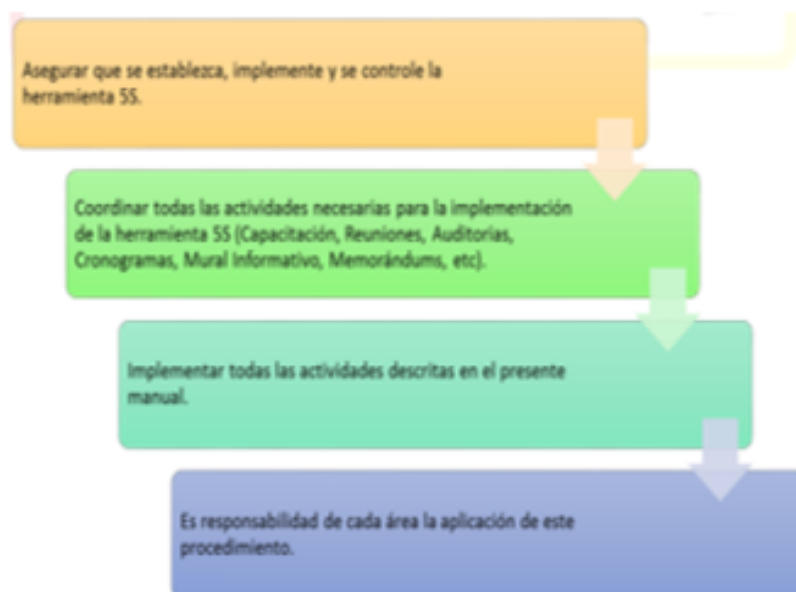 Asegurar que se establezca, implemente y se controle la
herramienta 5S.
Coordinar todas las actividades necesarias para la implementación
de la herramienta 5S (Capacitación, Reuniones, Auditorias,
Cronogramas, Mural Informativo, Memorándums, etc).
Implementar todas las actividades descritas en el presente
manual.
Es responsabilidad de cada área la aplicación de este
procedimiento.